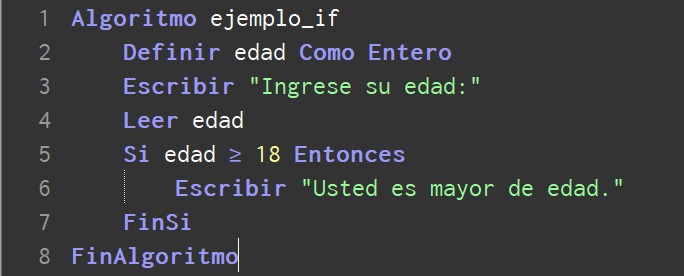 1 Algoritmo ejemplo_if
2 Definir edad Como Entero
3 Escribir "Ingrese su edad:"
4 Leer edad
5 Si edad ≥ 18 Entonces
6 Escribir "Usted es mayor de edad."
7 FinSi
8 FinAlgoritmo